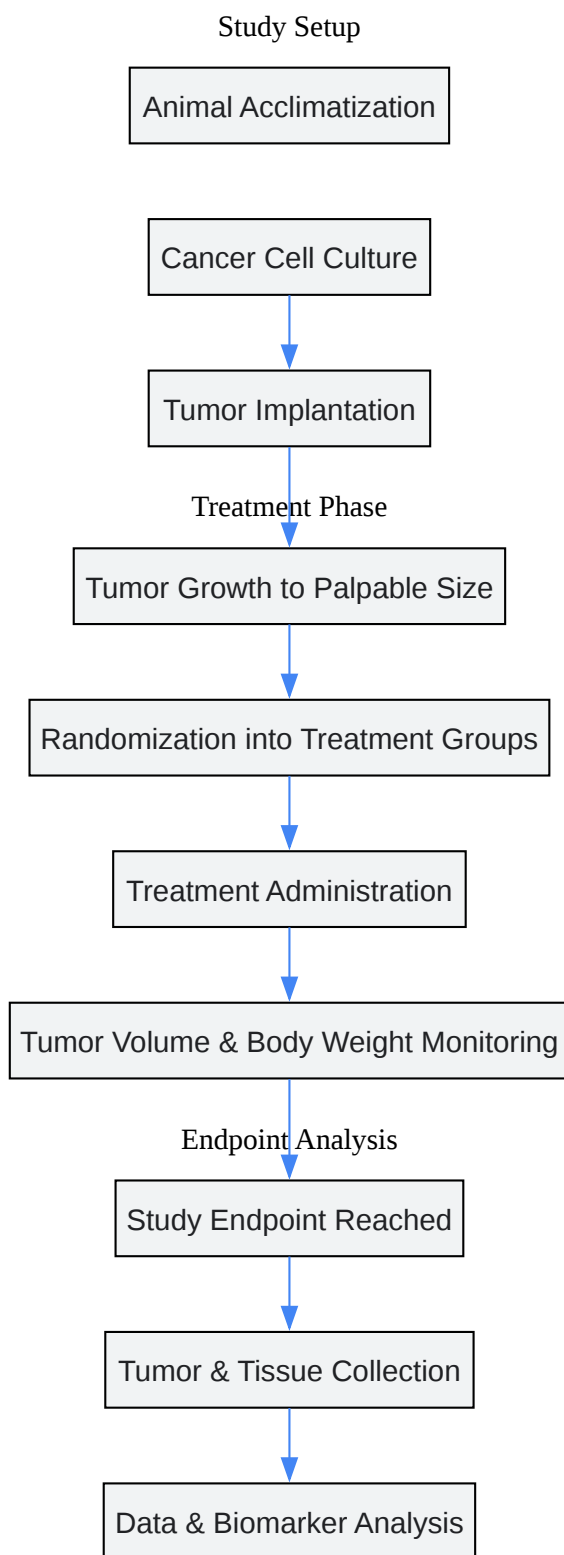 Study Setup
Animal Acclimatization
Cancer Cell Culture
Tumor Implantation
Treatment Phase
Tumor Growth to Palpable Size
Randomization into Treatment Groups
Treatment Administration
Tumor Volume & Body Weight Monitoring
Endpoint Analysis
Study Endpoint Reached
Tumor & Tissue Collection
Data & Biomarker Analysis